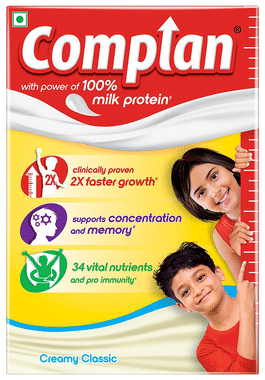 Complan®
with power of 100%
milk protein◊
2X
clinically proven
2X faster growth*
supports concentration
and memory*
34 vital nutrients
and pro immunity^
Creamy Classic